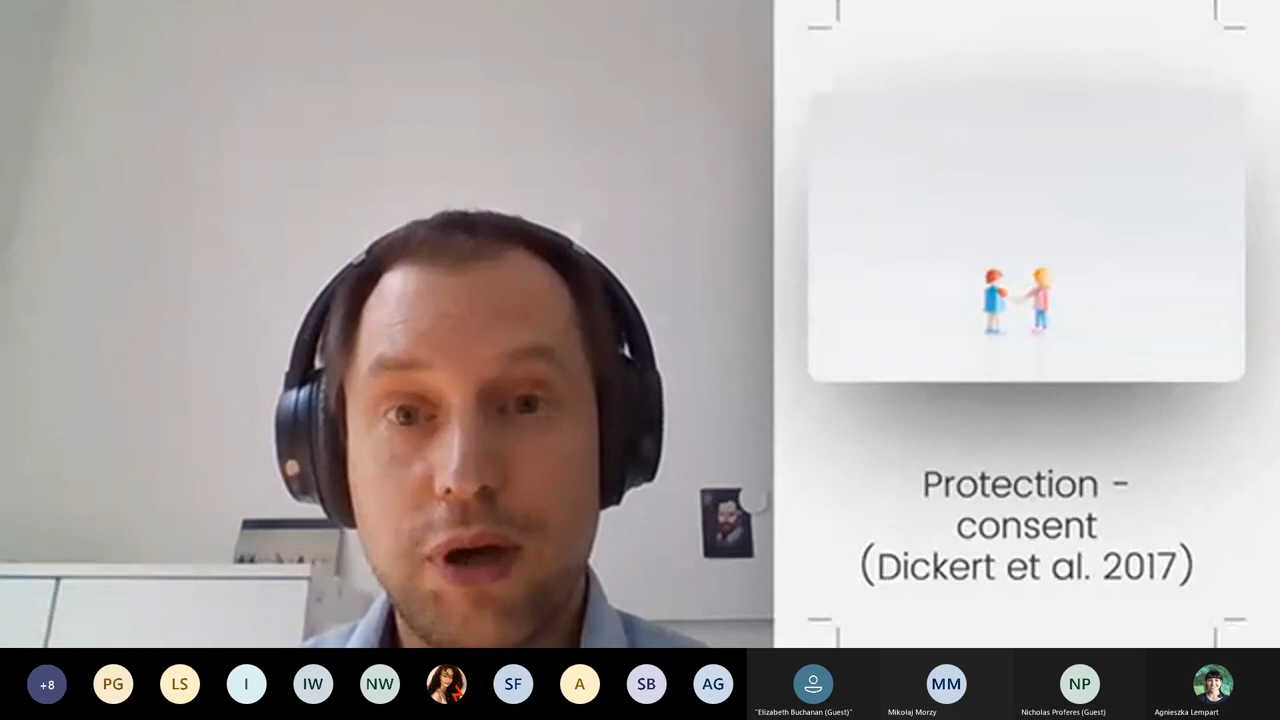 Protection -
consent
(Dickert et al. 2017)
+8
PG
LS
I
IW
NW
SF
A
SB
AG
"Elizabeth Buchanan (Guest)"
MM
Mikołaj Morzy
NP
Nicholas Proferes (Guest)
Agnieszka Lempart